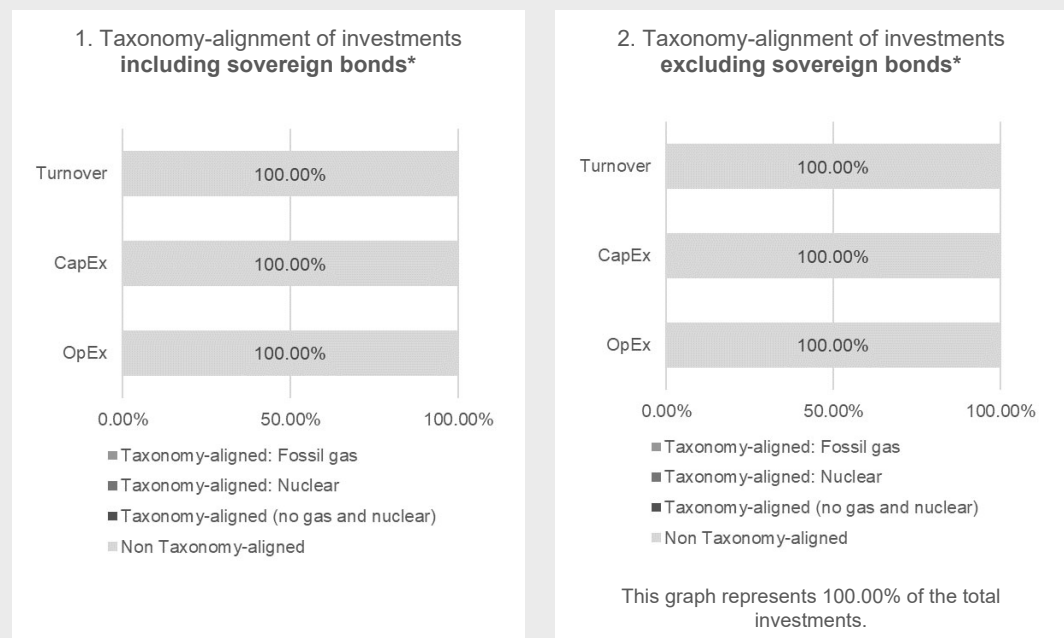 1. Taxonomy-alignment of investments
including sovereign bonds*
Turnover
100.00%
CapEx
100.00%
OpEx
100.00%
0.00% 50.00% 100.00%
Taxonomy-aligned: Fossil gas
Taxonomy-aligned: Nuclear
Taxonomy-aligned (no gas and nuclear)
Non Taxonomy-aligned
2. Taxonomy-alignment of investments
excluding sovereign bonds*
Turnover
100.00%
CapEx
100.00%
OpEx
100.00%
0.00% 50.00% 100.00%
Taxonomy-aligned: Fossil gas
Taxonomy-aligned: Nuclear
Taxonomy-aligned (no gas and nuclear)
Non Taxonomy-aligned
This graph represents 100.00% of the total
investments.